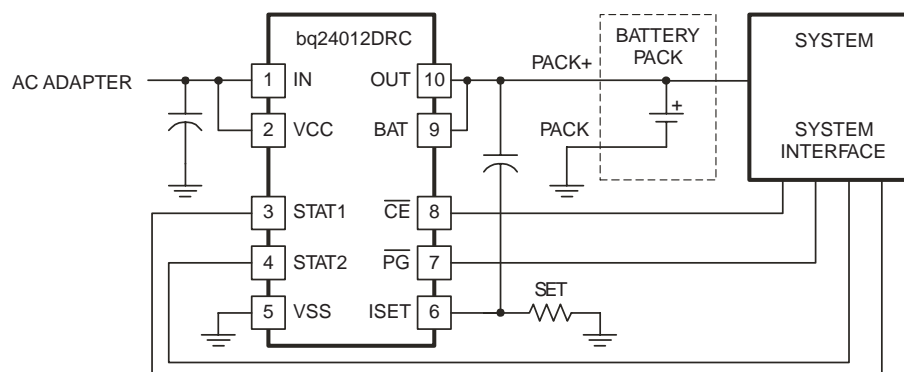 bq24012DRC
BATTERY
PACK
SYSTEM
AC ADAPTER
1 IN
OUT 10
PACK+
+
2 VCC
BAT 9
PACK
SYSTEM
INTERFACE
3 STAT1
CE 8
4 STAT2
PG 7
SET
5 VSS
ISET 6